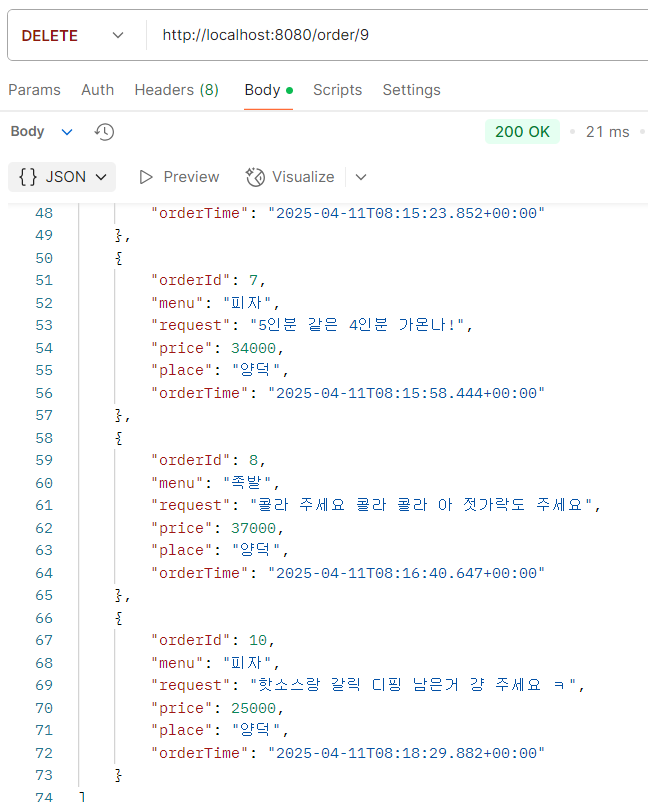 DELETE http://localhost:8080/order/9
Params Auth Headers (8) Body Scripts Settings
Body 200 OK 21 ms
{} JSON Preview Visualize
48 "orderTime": "2025-04-11T08:15:23.852+00:00"
49 },
50 {
51 "orderId": 7,
52 "menu": "피자",
53 "request": "5인분 같은 4인분 가온나!",
54 "price": 34000,
55 "place": "양덕",
56 "orderTime": "2025-04-11T08:15:58.444+00:00"
57 },
58 {
59 "orderId": 8,
60 "menu": "족발",
61 "request": "콜라 주세요 콜라 콜라 아 젓가락도 주세요",
62 "price": 37000,
63 "place": "양덕",
64 "orderTime": "2025-04-11T08:16:40.647+00:00"
65 },
66 {
67 "orderId": 10,
68 "menu": "피자",
69 "request": "핫소스랑 갈릭 디핑 남은거 걍 주세요 ㅋ",
70 "price": 25000,
71 "place": "양덕",
72 "orderTime": "2025-04-11T08:18:29.882+00:00"
73 }
74 ]